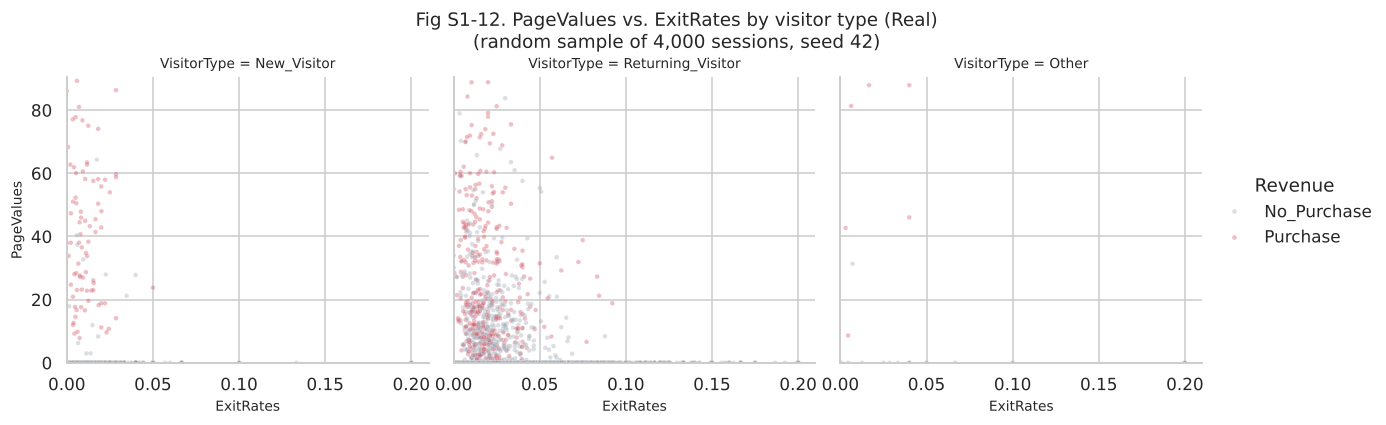 Fig S1-12. PageValues vs. ExitRates by visitor type (Real)
(random sample of 4,000 sessions, seed 42)
VisitorType = New_Visitor
VisitorType = Returning_Visitor
VisitorType = Other
PageValues
80
60
40
20
0
0.00 0.05 0.10 0.15 0.20
0.00 0.05 0.10 0.15 0.20
0.00 0.05 0.10 0.15 0.20
ExitRates
ExitRates
ExitRates
Revenue
No_Purchase
Purchase